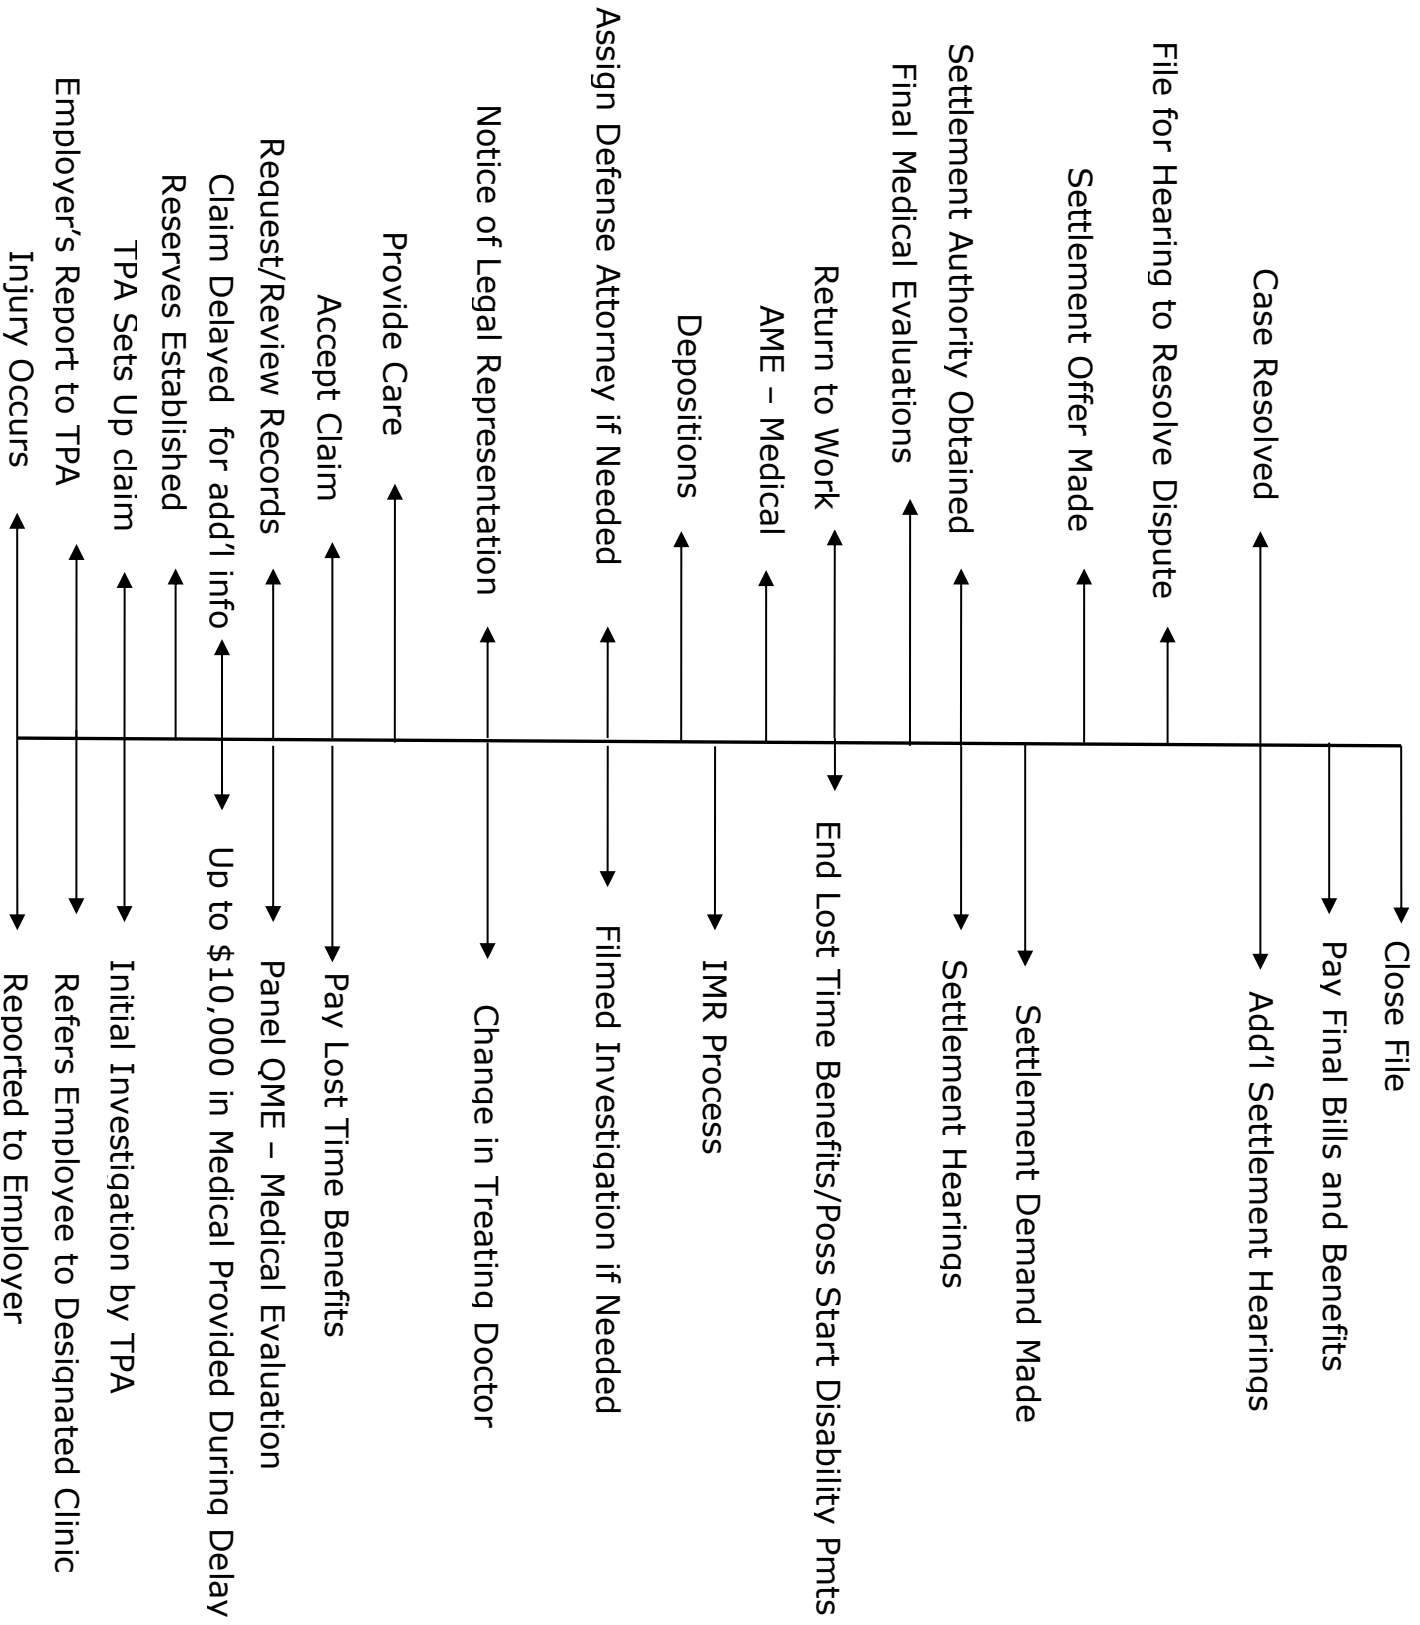 Close File
Pay Final Bills and Benefits
Case Resolved
Add’l Settlement Hearings
File for Hearing to Resolve Dispute
Settlement Offer Made
Settlement Demand Made
Settlement Authority Obtained
Settlement Hearings
Final Medical Evaluations
Return to Work
End Lost Time Benefits/Poss Start Disability Pmts
AME – Medical
IMR Process
Depositions
Assign Defense Attorney if Needed
Filmed Investigation if Needed
Notice of Legal Representation
Change in Treating Doctor
Provide Care
Accept Claim
Pay Lost Time Benefits
Request/Review Records
Panel QME – Medical Evaluation
Claim Delayed for add’l info
Up to $10,000 in Medical Provided During Delay
Reserves Established
TPA Sets Up claim
Initial Investigation by TPA
Employer’s Report to TPA
Refers Employee to Designated Clinic
Injury Occurs
Reported to Employer